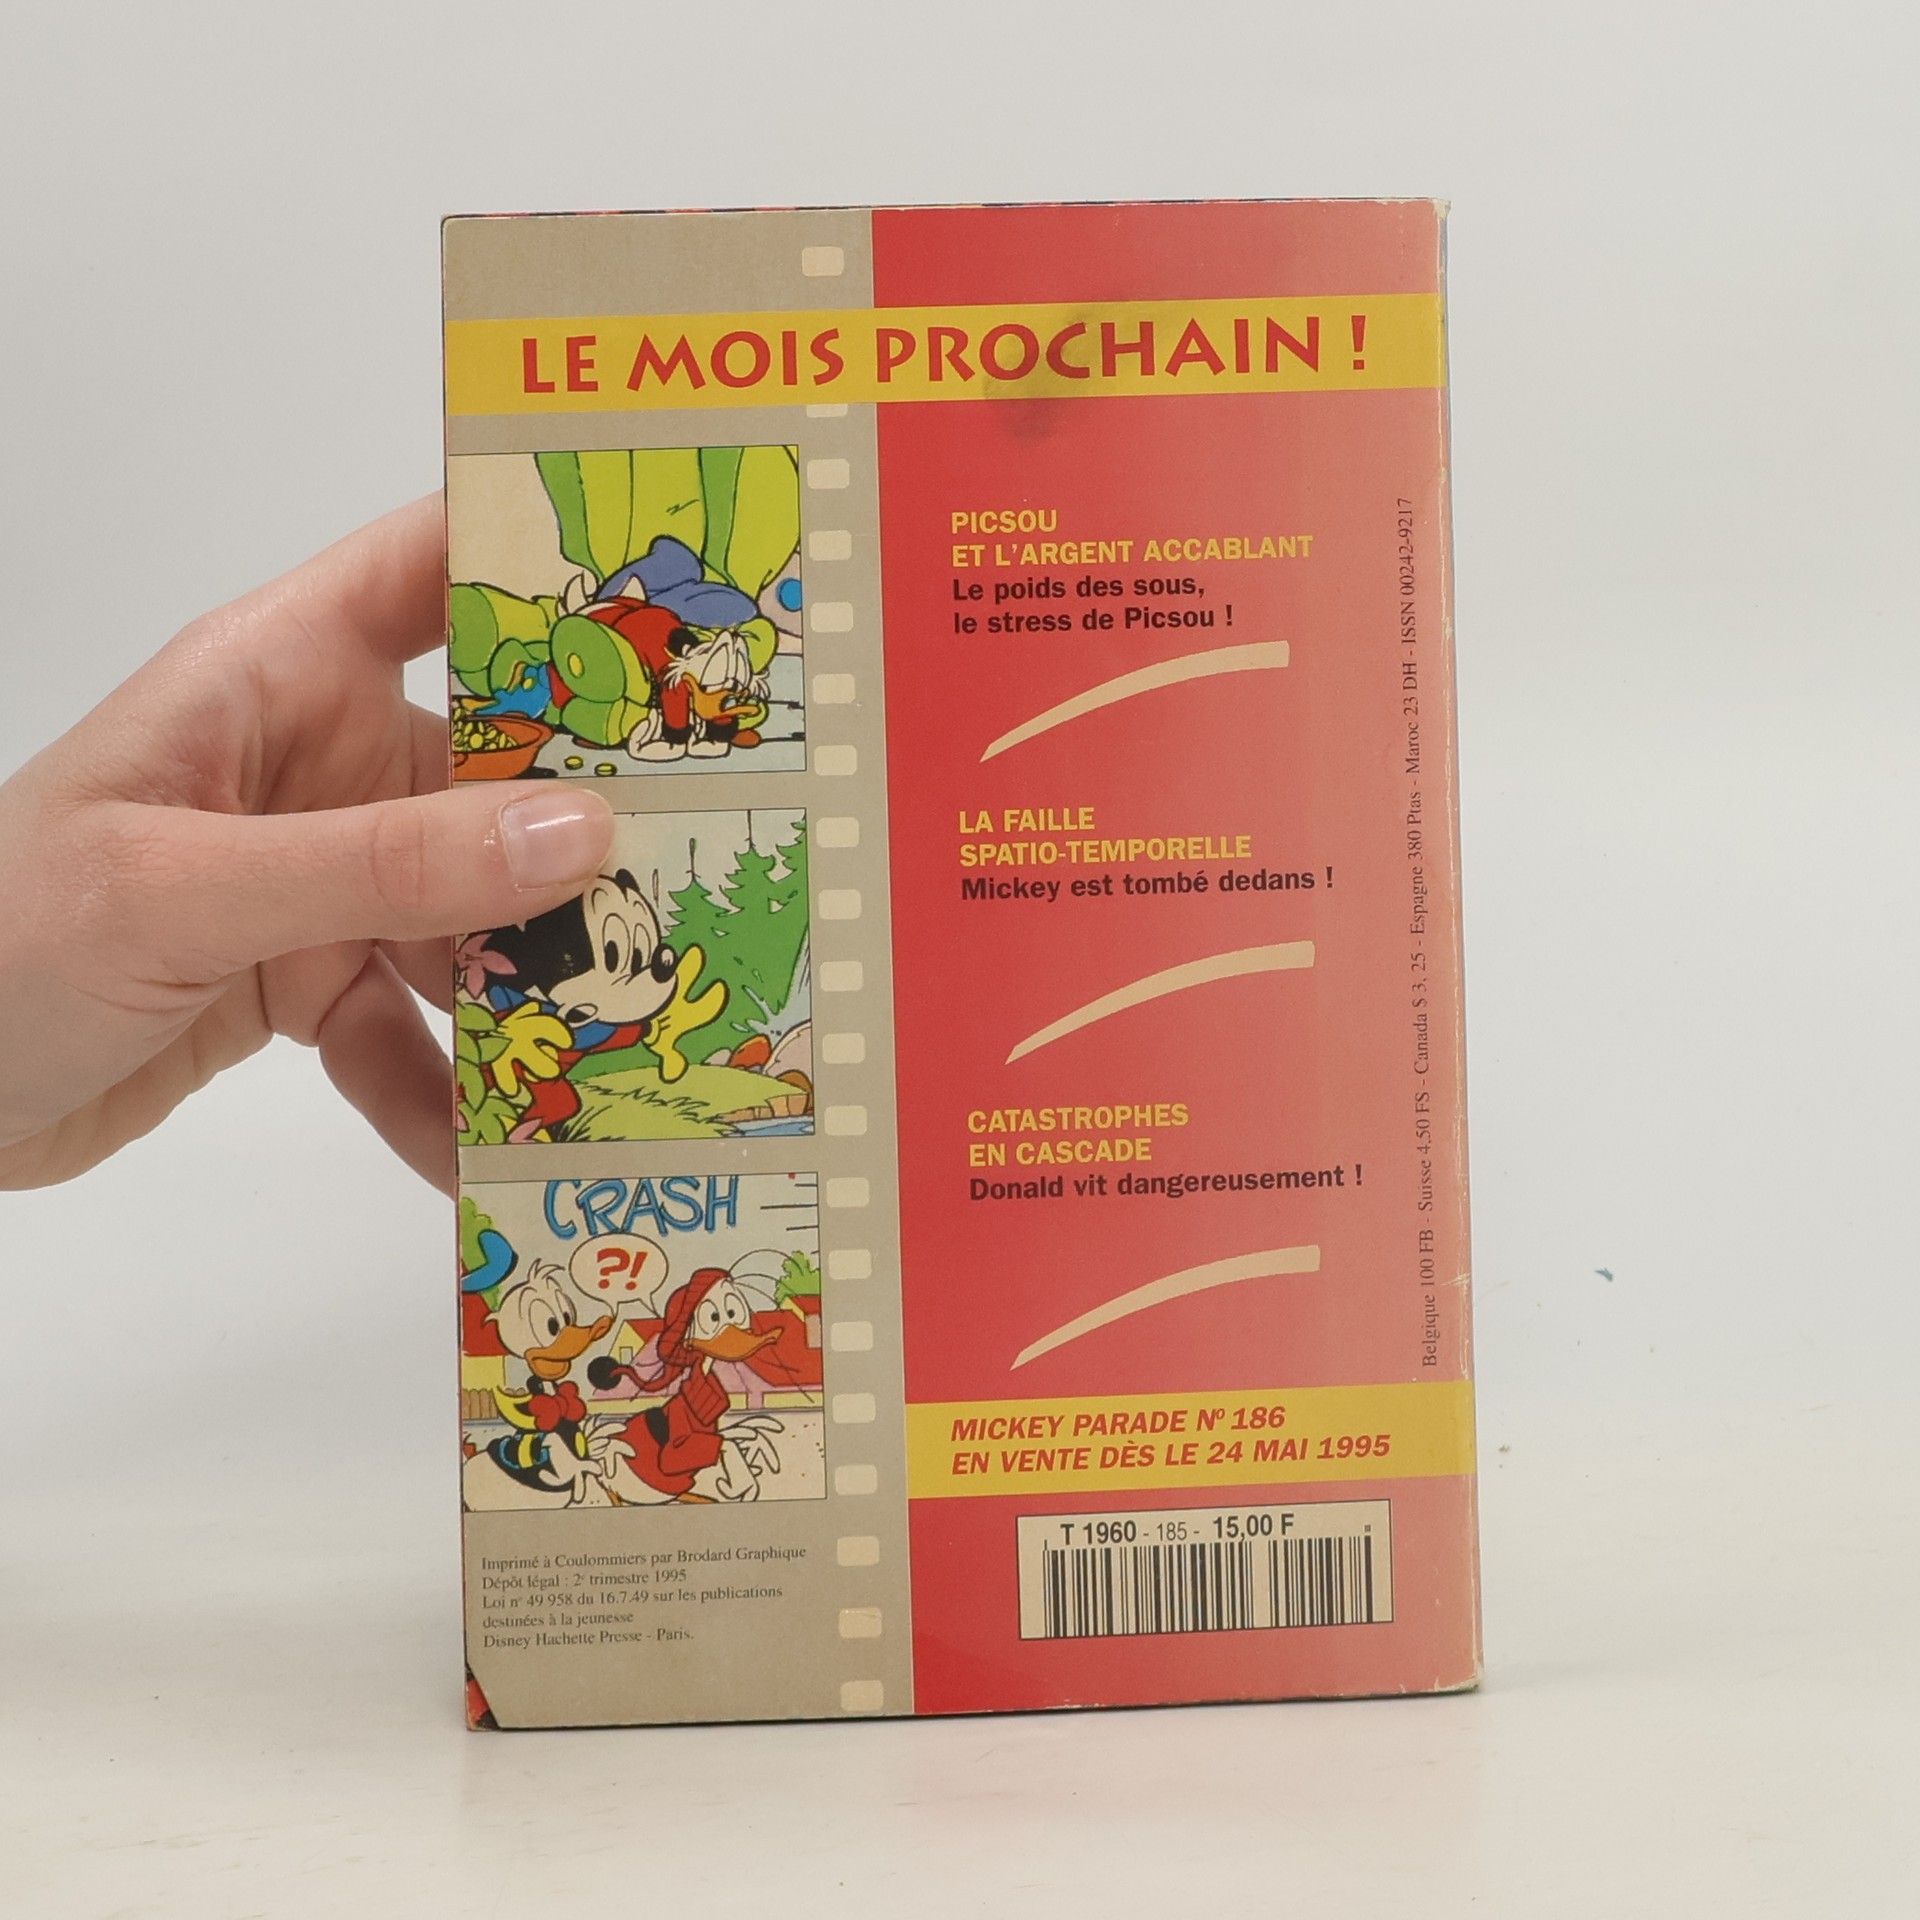 LE MOIS PROCHAIN !
PICSOU
ET L'ARGENT ACCABLANT
Le poids des sous,
le stress de Picsou !
LA FAILLE
SPATIO-TEMPORELLE
Mickey est tombé dedans !
CRASH
?!
CATASTROPHES
EN CASCADE
Donald vit dangereusement !
MICKEY PARADE Nº 186
EN VENTE DÈS LE 24 MAI 1995
T 1960 - 185 - 15,00 F
Imprimé à Coulommiers par Brodard Graphique
Dépôt légal : 2e trimestre 1995
Loi n° 49 958 du 16.7.49 sur les publications
destinées à la jeunesse
Disney Hachette Presse - Paris.
Belgique 100 FB - Suisse 4,50 FS - Canada $ 3, 25 - Espagne 380 Ptas - Maroc 23 DH - ISSN 00242-9217